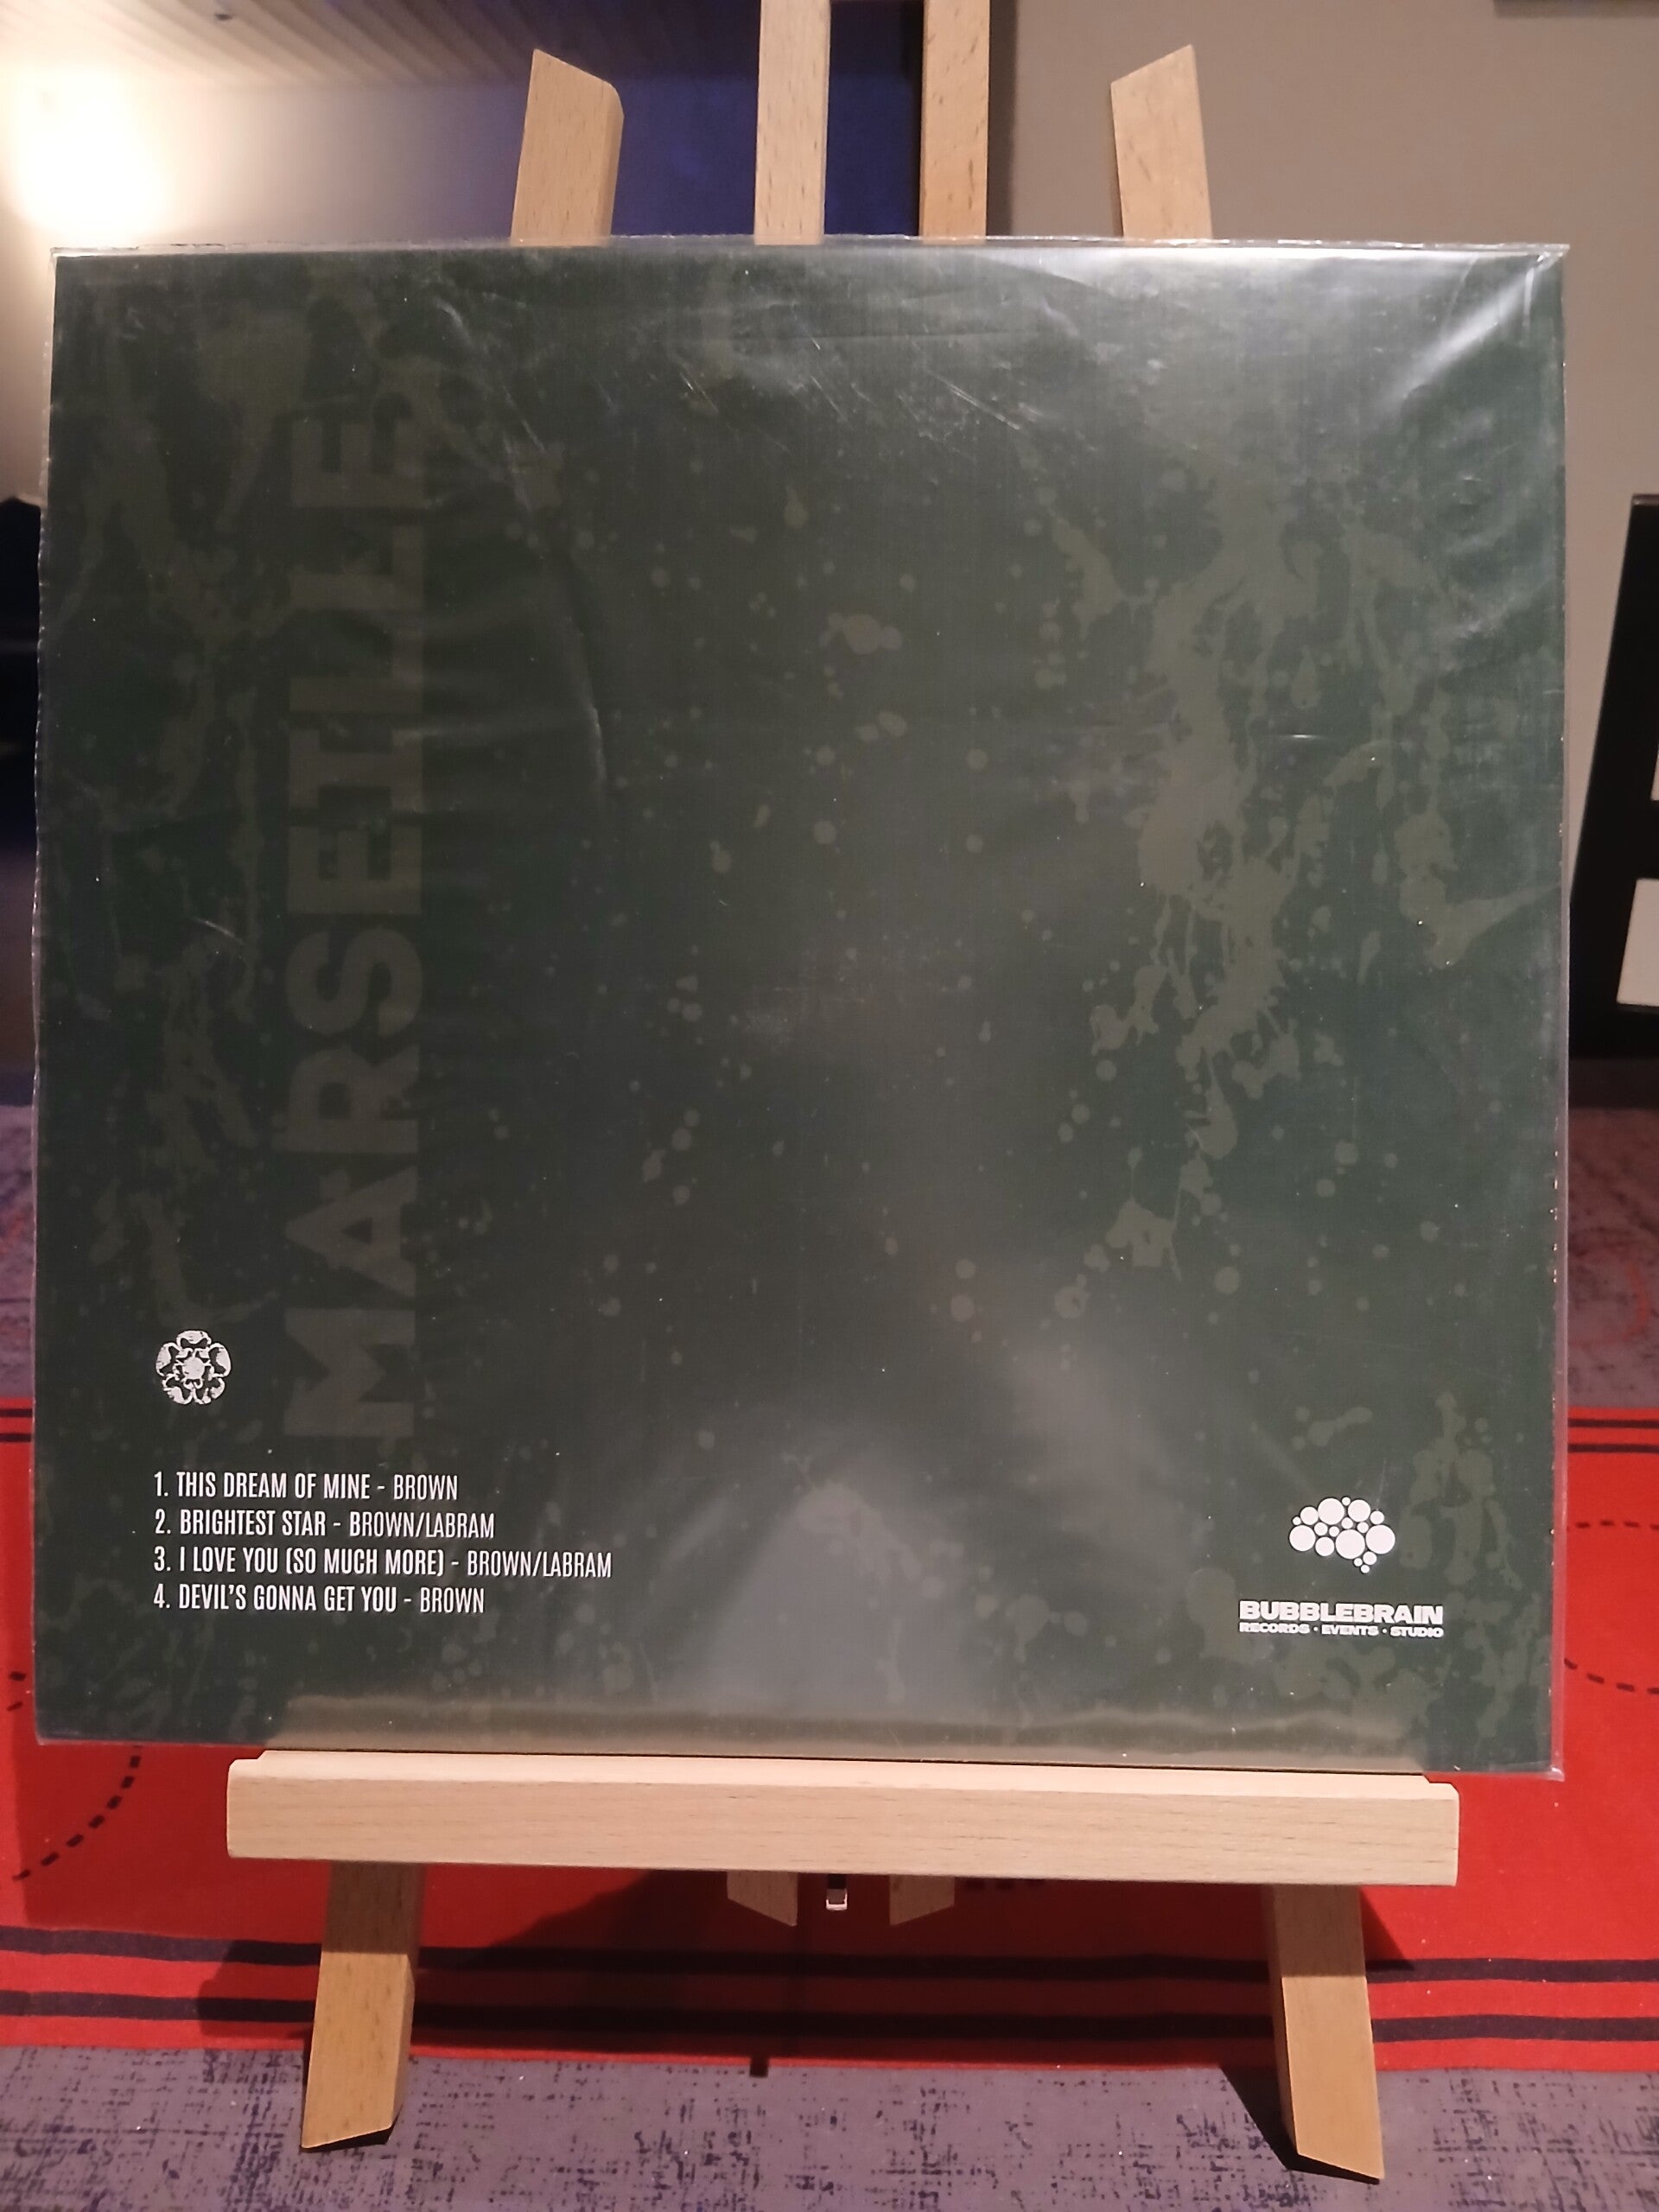 MARSEILLE
1. THIS DREAM OF MINE - BROWN
2. BRIGHTEST STAR - BROWN/LABRAM
3. I LOVE YOU (SO MUCH MORE) - BROWN/LABRAM
4. DEVIL'S GONNA GET YOU - BROWN
BUBBLEBRAIN
RECORDS · EVENTS · STUDIO